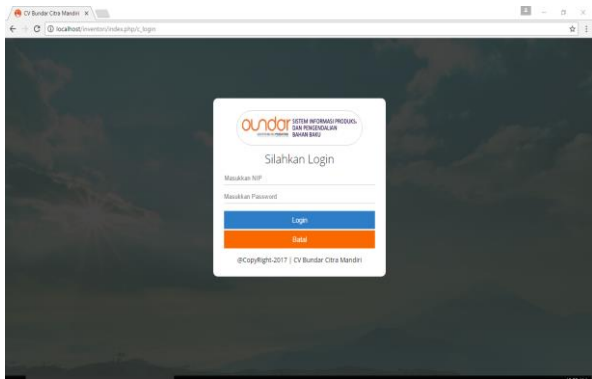 CV Bundar Citra Mandiri
localhost/inventori/index.php/c_login
oundar
SISTEM INFORMASI PRODUKSI
DAN PENGENDALIAN
BAHAN BAKU
Silahkan Login
Masukkan NIP
Masukkan Password
Login
Batal
@CopyRight-2017 | CV Bundar Citra Mandiri